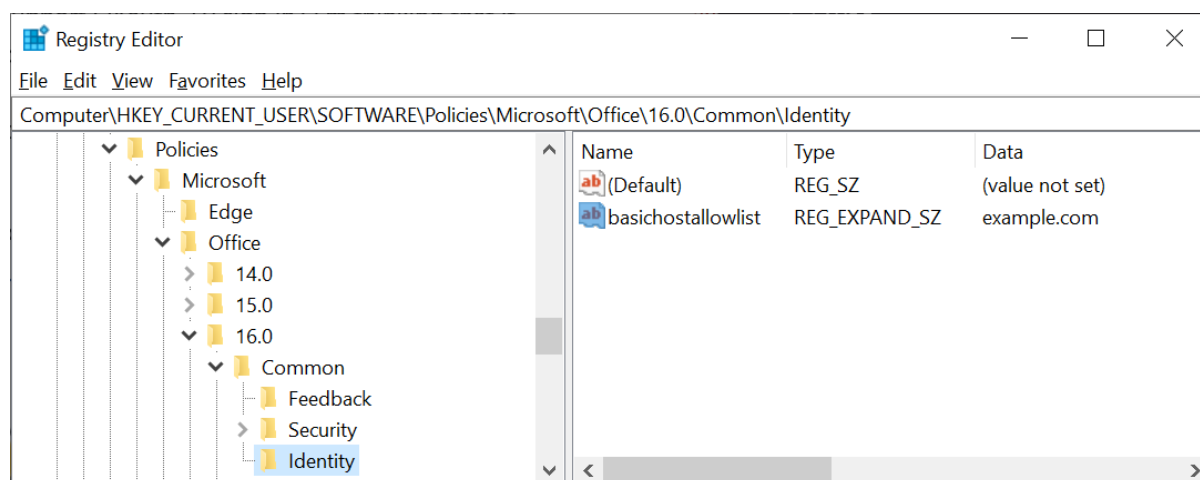 Registry Editor
File Edit View Favorites Help
Computer\HKEY_CURRENT_USER\SOFTWARE\Policies\Microsoft\Office\16.0\Common\Identity
Policies
Microsoft
Edge
Office
14.0
15.0
16.0
Common
Feedback
Security
Identity
Name Type Data
ab (Default) REG_SZ (value not set)
ab basichostallowlist REG_EXPAND_SZ example.com